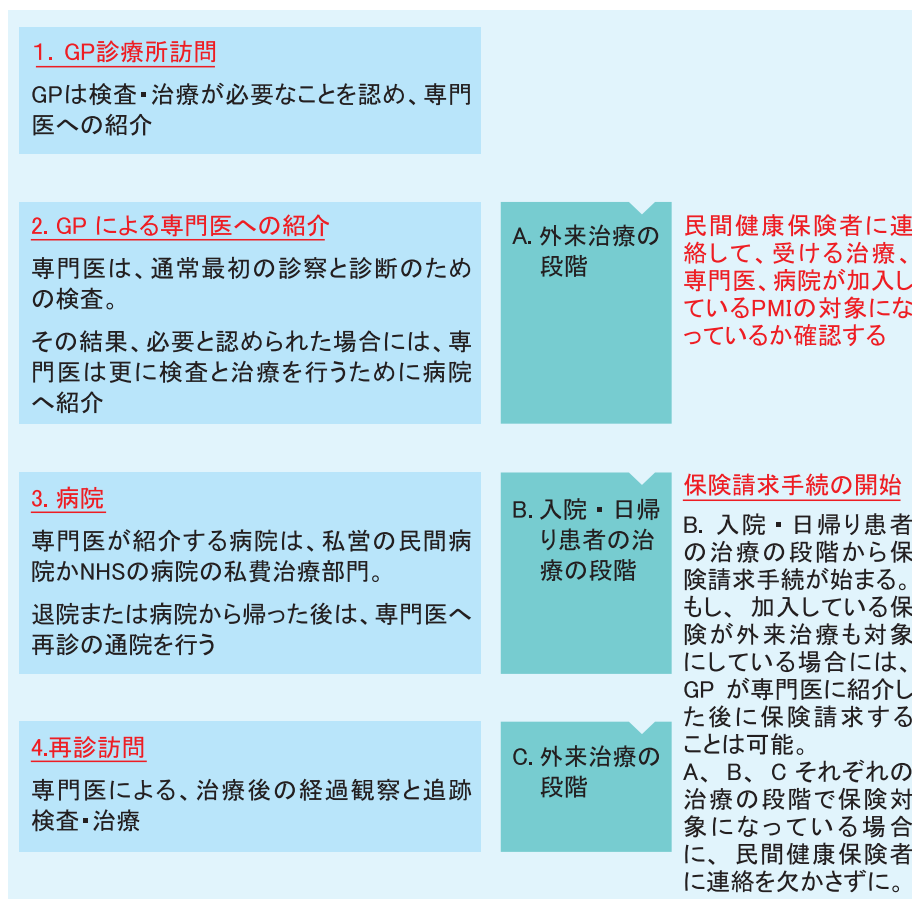 1. GP診療所訪問
GPは検査・治療が必要なことを認め、専門
医への紹介
2. GP による専門医への紹介
専門医は、通常最初の診察と診断のため
の検査。
その結果、必要と認められた場合には、専
門医は更に検査と治療を行うために病院
へ紹介
A. 外来治療の
段階
民間健康保険者に連
絡して、受ける治療、
専門医、病院が加入し
ているPMIの対象にな
っているか確認する
3. 病院
専門医が紹介する病院は、私営の民間病
院かNHSの病院の私費治療部門。
退院または病院から帰った後は、専門医へ
再診の通院を行う
B. 入院・日帰
り患者の治
療の段階
保険請求手続の開始
B. 入院・日帰り患者
の治療の段階から保
険請求手続が始まる。
もし、加入している保
険が外来治療も対象
にしている場合には、
GP が専門医に紹介し
た後に保険請求する
ことは可能。
A、B、C それぞれの
治療の段階で保険対
象になっている場合
に、民間健康保険者
に連絡を欠かさずに。
4.再診訪問
専門医による、治療後の経過観察と追跡
検査・治療
C. 外来治療の
段階